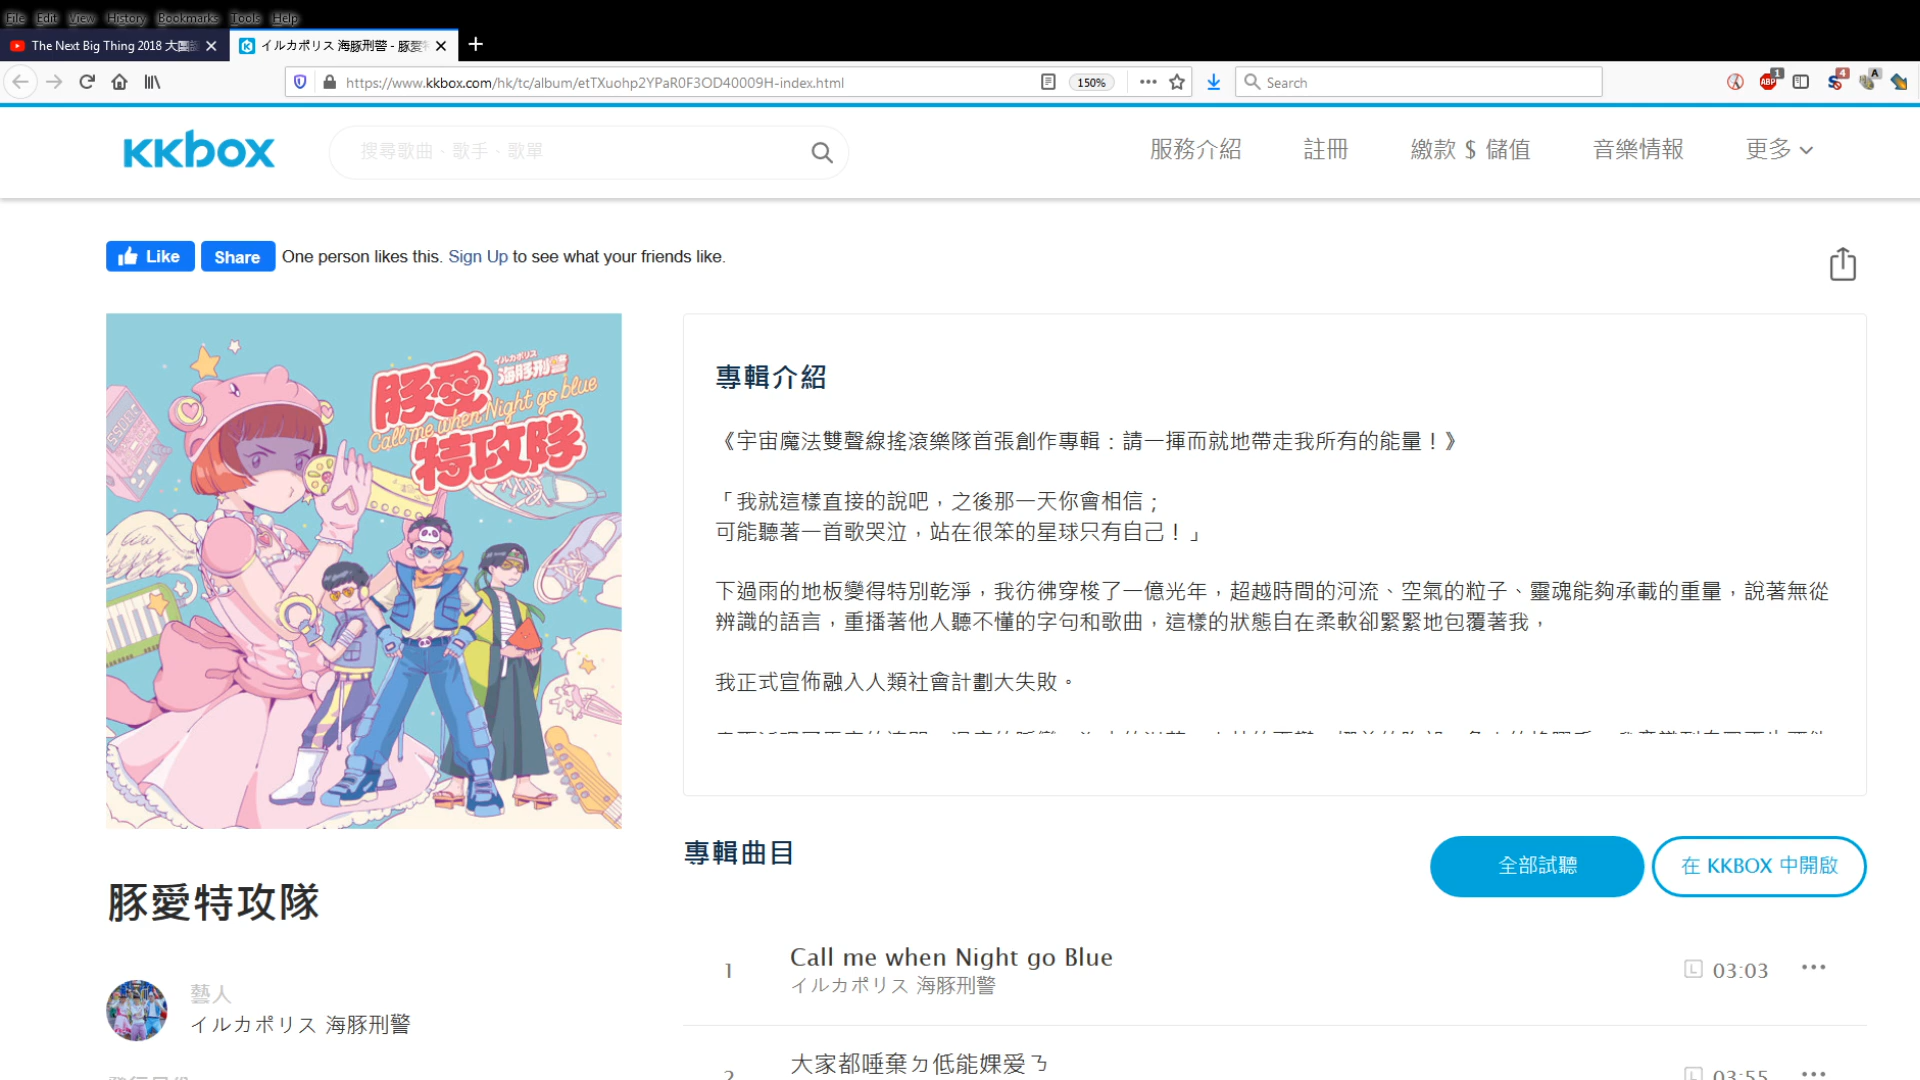 File Edit View History Bookmarks Tools Help
The Next Big Thing 2018 大團
イルカポリス 海豚刑警 - 豚愛
https://www.kkbox.com/hk/tc/album/etTXuohp2YPaR0F3OD40009H-index.html
150%
Search
ABP 1
4
A
KKBOX
搜尋歌曲、歌手、歌單
服務介紹
註冊
繳款 $ 儲值
音樂情報
更多
Like
Share
One person likes this. Sign Up to see what your friends like.
イルカポリス
海豚刑警
豚愛
Call me when Night go blue
特攻隊
專輯介紹
《宇宙魔法雙聲線搖滾樂隊首張創作專輯：請一揮而就地帶走我所有的能量！》
「我就這樣直接的說吧，之後那一天你會相信；
可能聽著一首歌哭泣，站在很笨的星球只有自己！」
下過雨的地板變得特別乾淨，我彷彿穿梭了一億光年，超越時間的河流、空氣的粒子、靈魂能夠承載的重量，說著無從
辨識的語言，重播著他人聽不懂的字句和歌曲，這樣的狀態自在柔軟卻緊緊地包覆著我，
我正式宣佈融入人類社會計劃大失敗。
專輯曲目
全部試聽
在 KKBOX 中開啟
豚愛特攻隊
藝人
イルカポリス 海豚刑警
1
Call me when Night go Blue
イルカポリス 海豚刑警
L 03:03
2
大家都唾棄ㄉ低能婐爱ㄋ
L 03:55